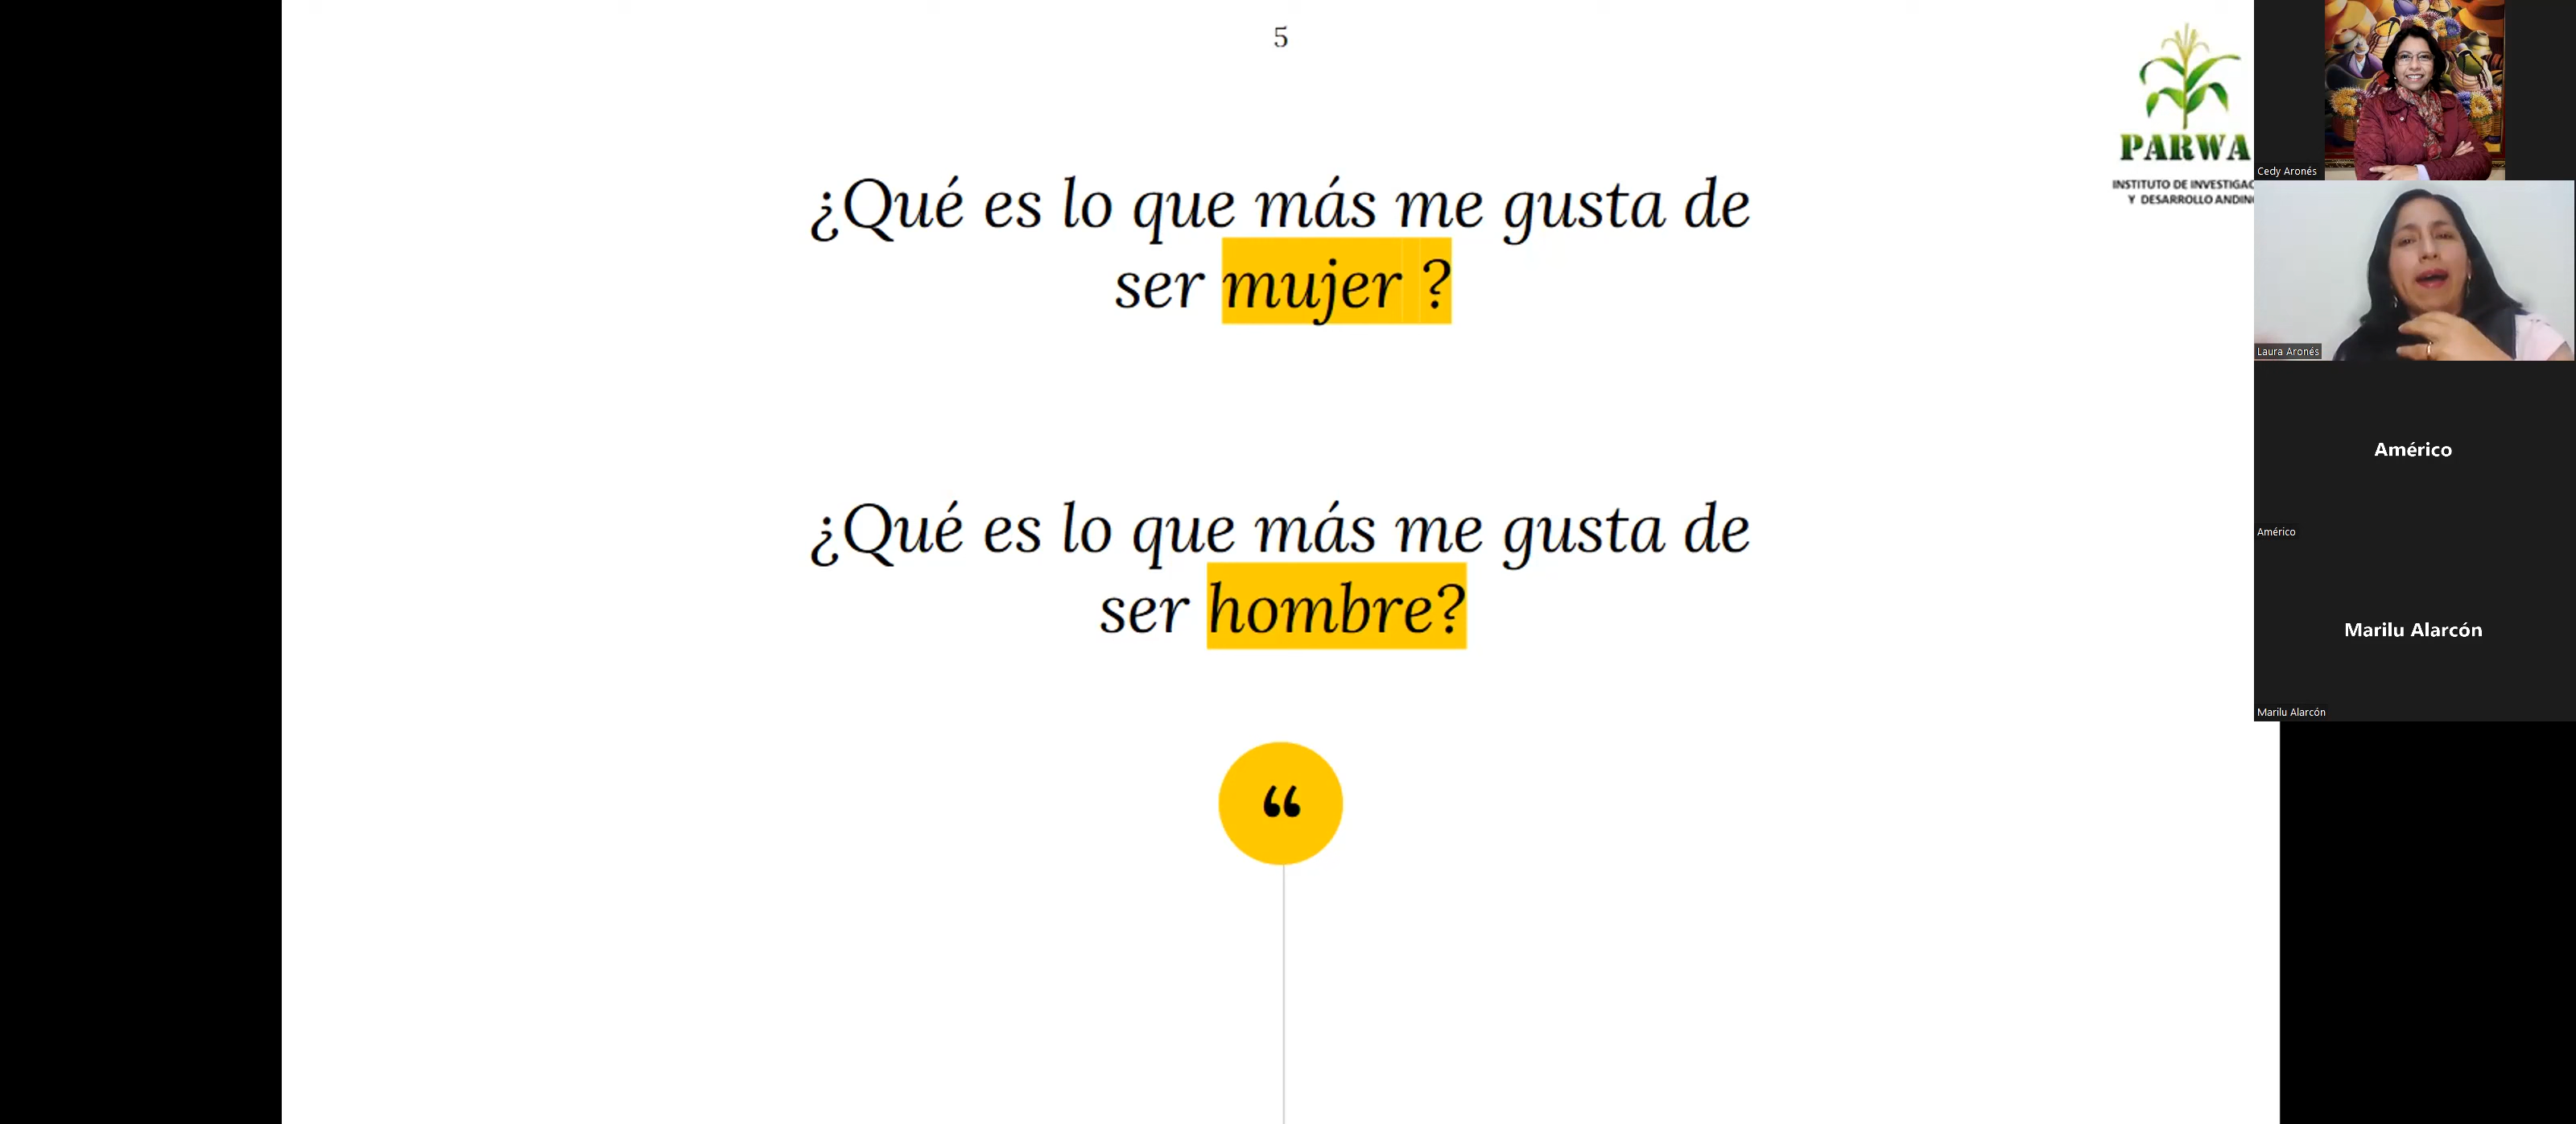 5
¿Qué es lo que más me gusta de
ser mujer ?
¿Qué es lo que más me gusta de
ser hombre?
“
PARWA
INSTITUTO DE INVESTIGAC
Y DESARROLLO ANDIN
Cedy Aronés
Laura Aronés
Américo
Américo
Marilu Alarcón
Marilu Alarcón